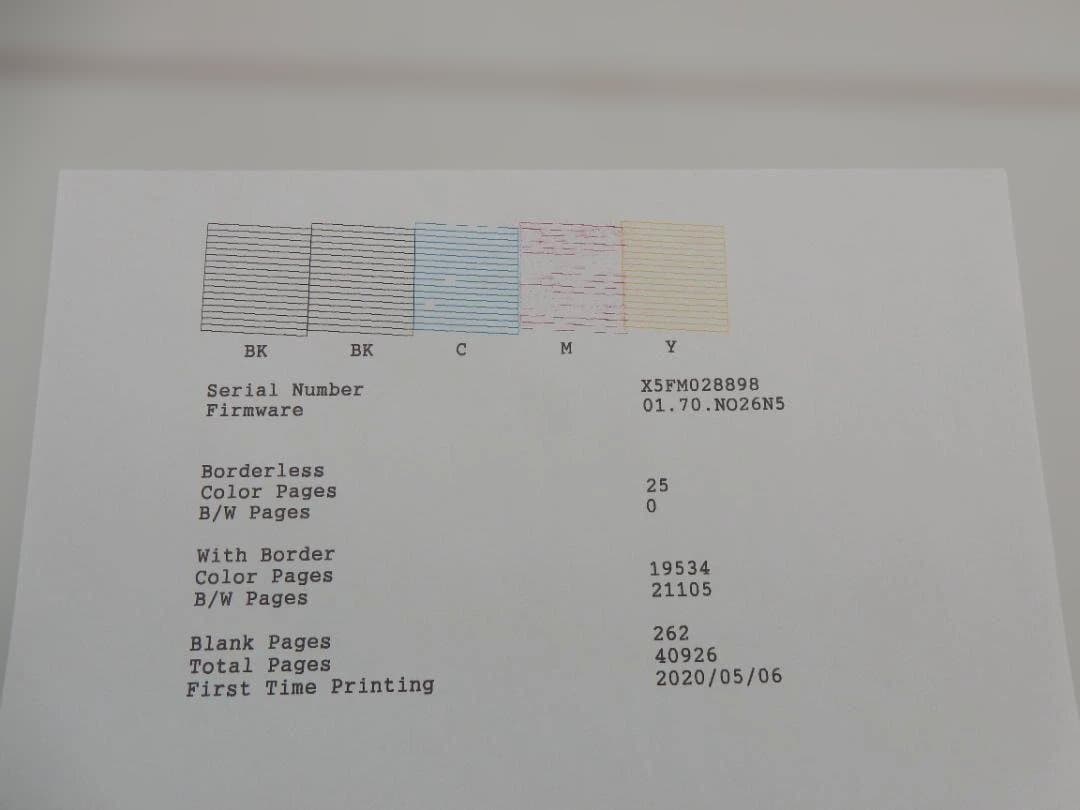 BK BK C M Y
Serial Number X5FM028898
Firmware 01.70.NO26N5
Borderless
Color Pages 25
B/W Pages 0
With Border
Color Pages 19534
B/W Pages 21105
Blank Pages 262
Total Pages 40926
First Time Printing 2020/05/06